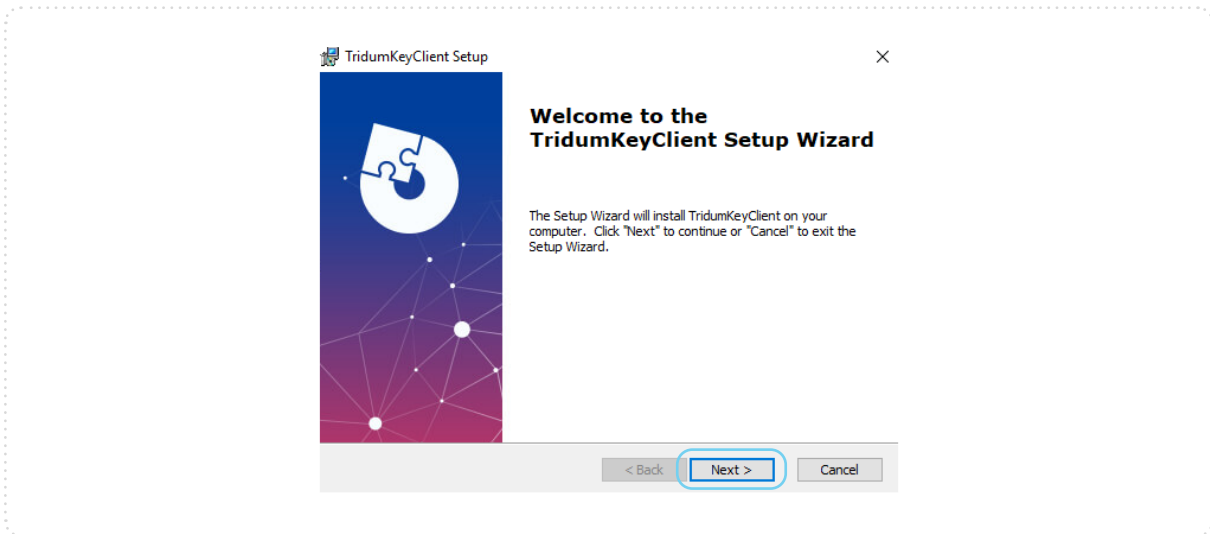 TridumKeyClient Setup
Welcome to the
TridumKeyClient Setup Wizard
The Setup Wizard will install TridumKeyClient on your
computer. Click "Next" to continue or "Cancel" to exit the
Setup Wizard.
< Back
Next >
Cancel